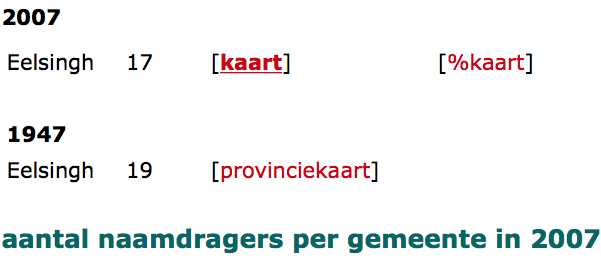 2007
Eelsingh 17 [kaart] [%kaart]
1947
Eelsingh 19 [provinciekaart]
aantal naamdragers per gemeente in 2007